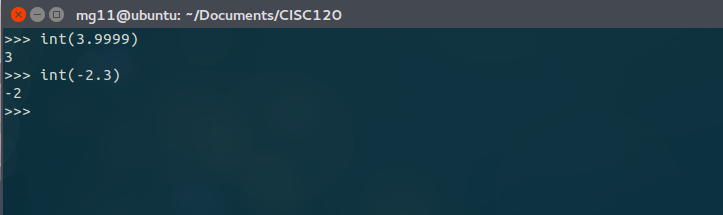 mg11@ubuntu: ~/Documents/CISC120
>>> int(3.9999)
3
>>> int(-2.3)
-2
>>>